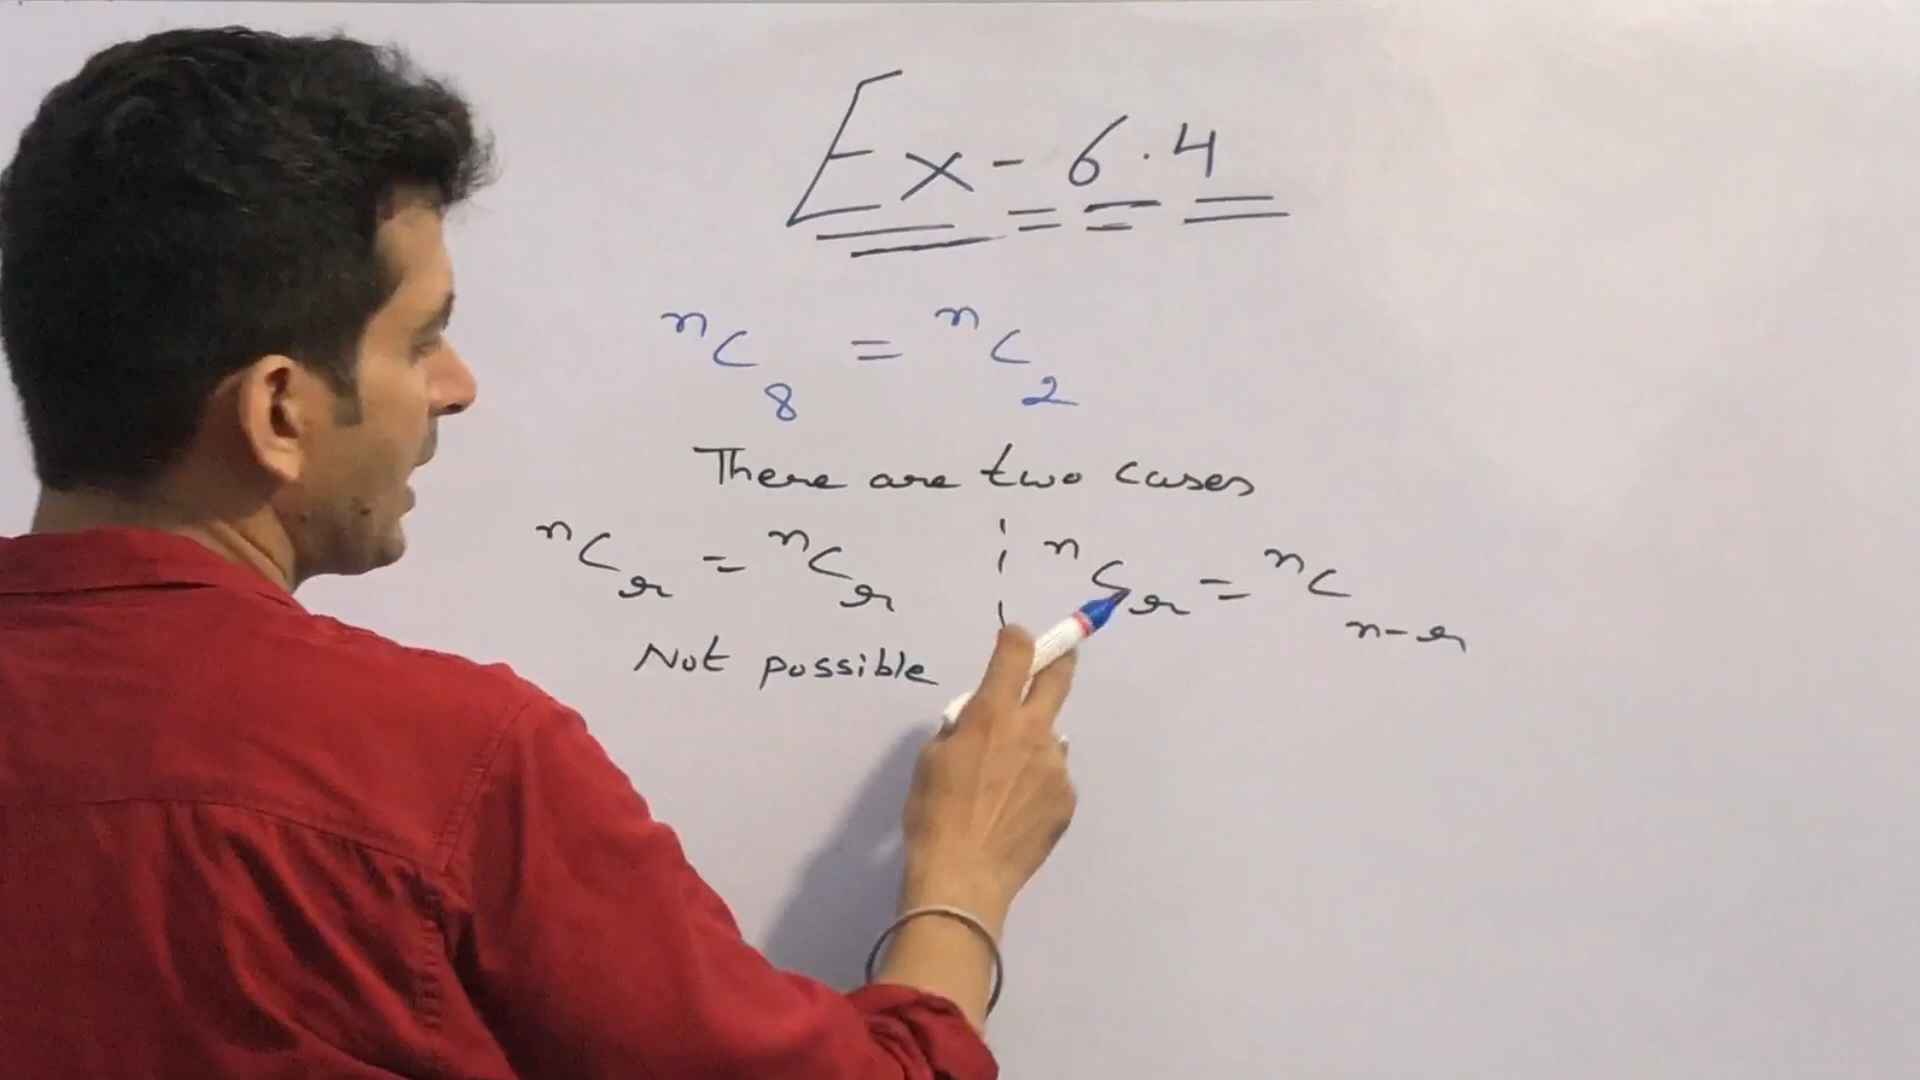 Ex - 6.4
ⁿC₈ = ⁿC₂
There are two cases
ⁿCᵣ = ⁿCᵣ ¦ ⁿCᵣ = ⁿCₙ₋ᵣ
Not possible